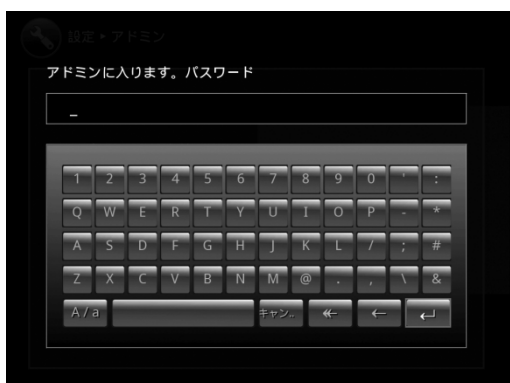 設定 ▸ アドミン
アドミンに入ります。パスワード
_
1 2 3 4 5 6 7 8 9 0 ' :
Q W E R T Y U I O P - *
A S D F G H J K L / ; #
Z X C V B N M @ . , \ &
A / a キャン.. ↞ ← ↵